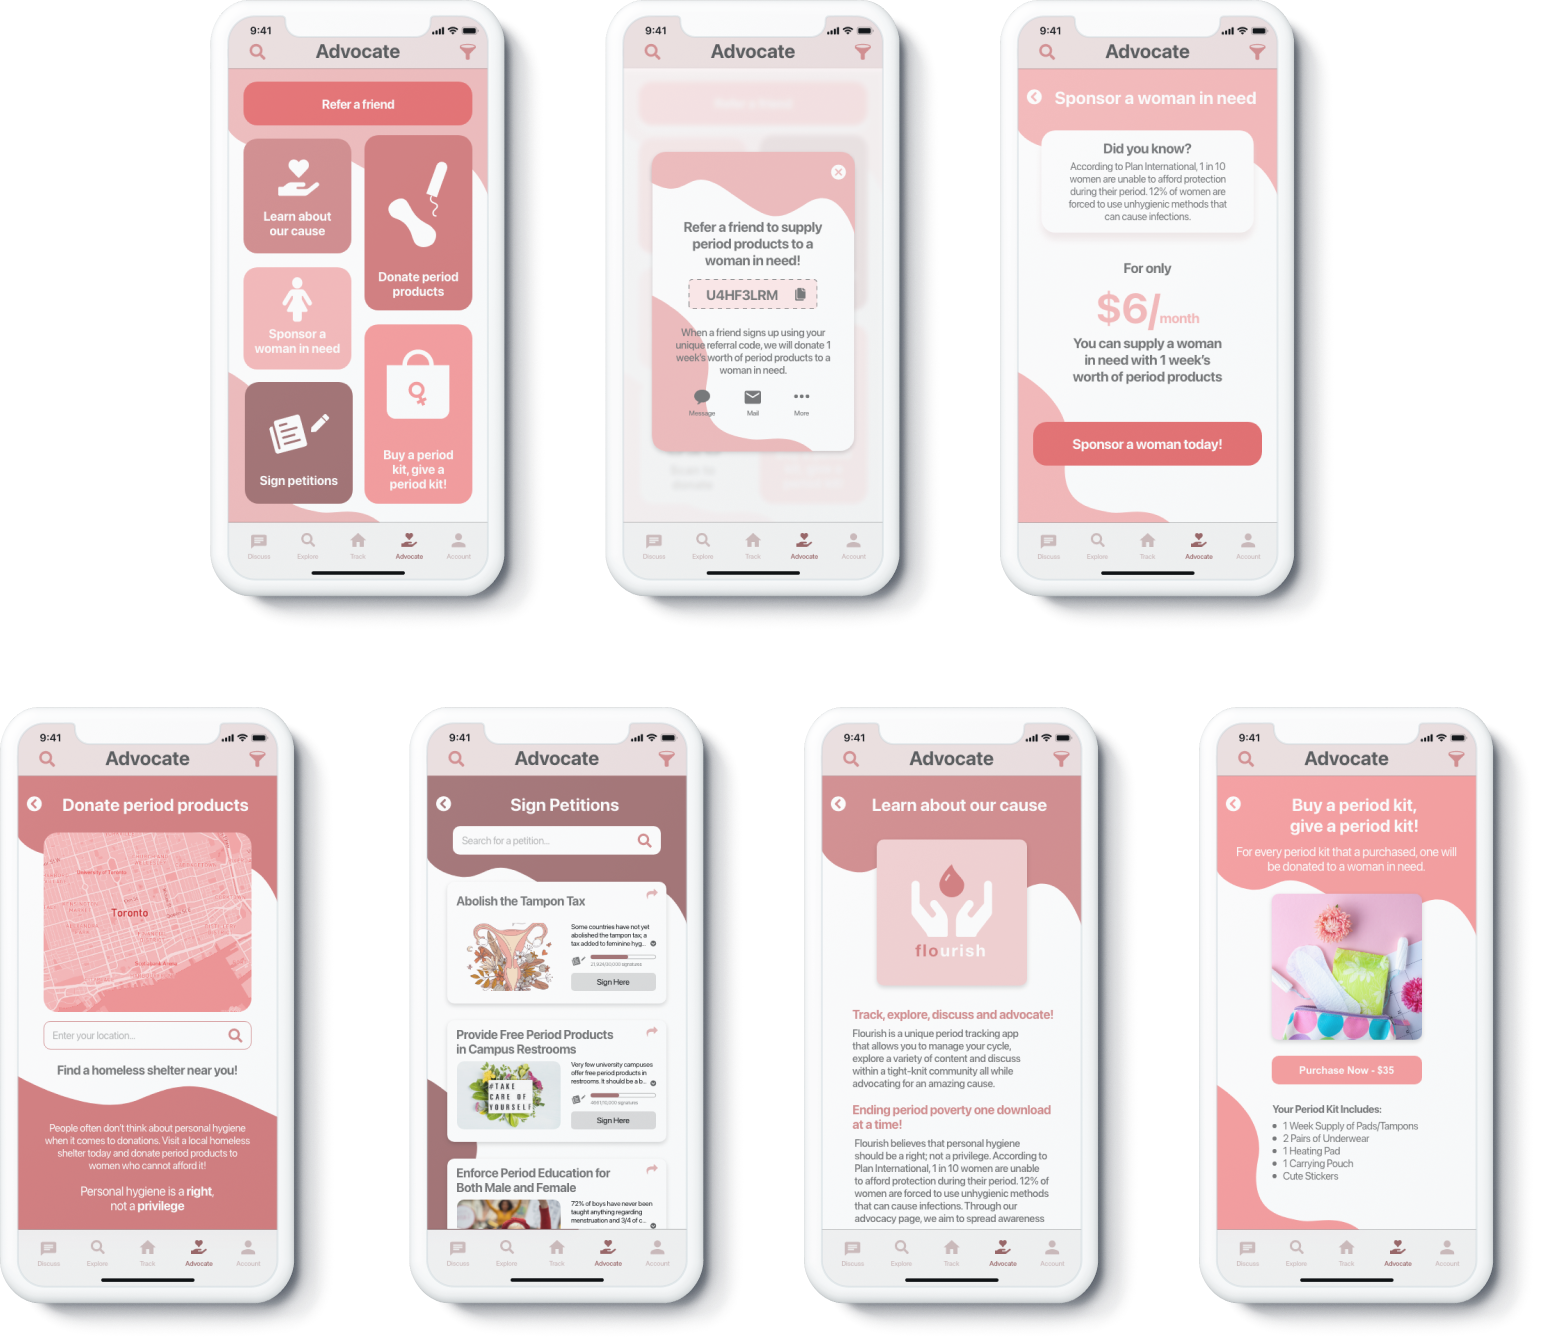 9:41
Advocate
Refer a friend
Learn about
our cause
Donate period
products
Sponsor a
woman in need
Sign petitions
Buy a period
kit, give a
period kit!
Discuss
Explore
Track
Advocate
Account
9:41
Advocate
Refer a friend to supply
period products to a
woman in need!
U4HF3LRM
When a friend signs up using your
unique referral code, we will donate 1
week's worth of period products to a
woman in need.
Message
Mail
More
Discuss
Explore
Track
Advocate
Account
9:41
Advocate
Sponsor a woman in need
Did you know?
According to Plan International, 1 in 10
women are unable to afford protection
during their period. 12% of women are
forced to use unhygienic methods that
can cause infections.
For only
$6/month
You can supply a woman
in need with 1 week's
worth of period products
Sponsor a woman today!
Discuss
Explore
Track
Advocate
Account
9:41
Advocate
Donate period products
University of Toronto
Toronto
Enter your location...
Find a homeless shelter near you!
People often don't think about personal hygiene
when it comes to donations. Visit a local homeless
shelter today and donate period products to
women who cannot afford it!
Personal hygiene is a right,
not a privilege
Discuss
Explore
Track
Advocate
Account
9:41
Advocate
Sign Petitions
Search for a petition...
Abolish the Tampon Tax
Some countries have not yet
abolished the tampon tax, a
tax added to feminine hyg...
Sign Here
Provide Free Period Products
in Campus Restrooms
#TAKE
CARE OF
YOURSELF
Very few university campuses
offer free period products in
restrooms. It should be a b...
Sign Here
Enforce Period Education for
Both Male and Female
72% of boys have never been
taught anything regarding
menstruation and 3/4 of c...
Discuss
Explore
Track
Advocate
Account
9:41
Advocate
Learn about our cause
flourish
Track, explore, discuss and advocate!
Flourish is a unique period tracking app
that allows you to manage your cycle,
explore a variety of content and discuss
within a tight-knit community all while
advocating for an amazing cause.
Ending period poverty one download
at a time!
Flourish believes that personal hygiene
should be a right; not a privilege. According to
Plan International, 1 in 10 women are unable
to afford protection during their period. 12% of
women are forced to use unhygienic methods
that can cause infections. Through our
advocacy page, we aim to spread awareness
Discuss
Explore
Track
Advocate
Account
9:41
Advocate
Buy a period kit,
give a period kit!
For every period kit that a purchased, one will
be donated to a woman in need.
Purchase Now - $35
Your Period Kit Includes:
• 1 Week Supply of Pads/Tampons
• 2 Pairs of Underwear
• 1 Heating Pad
• 1 Carrying Pouch
• Cute Stickers
Discuss
Explore
Track
Advocate
Account